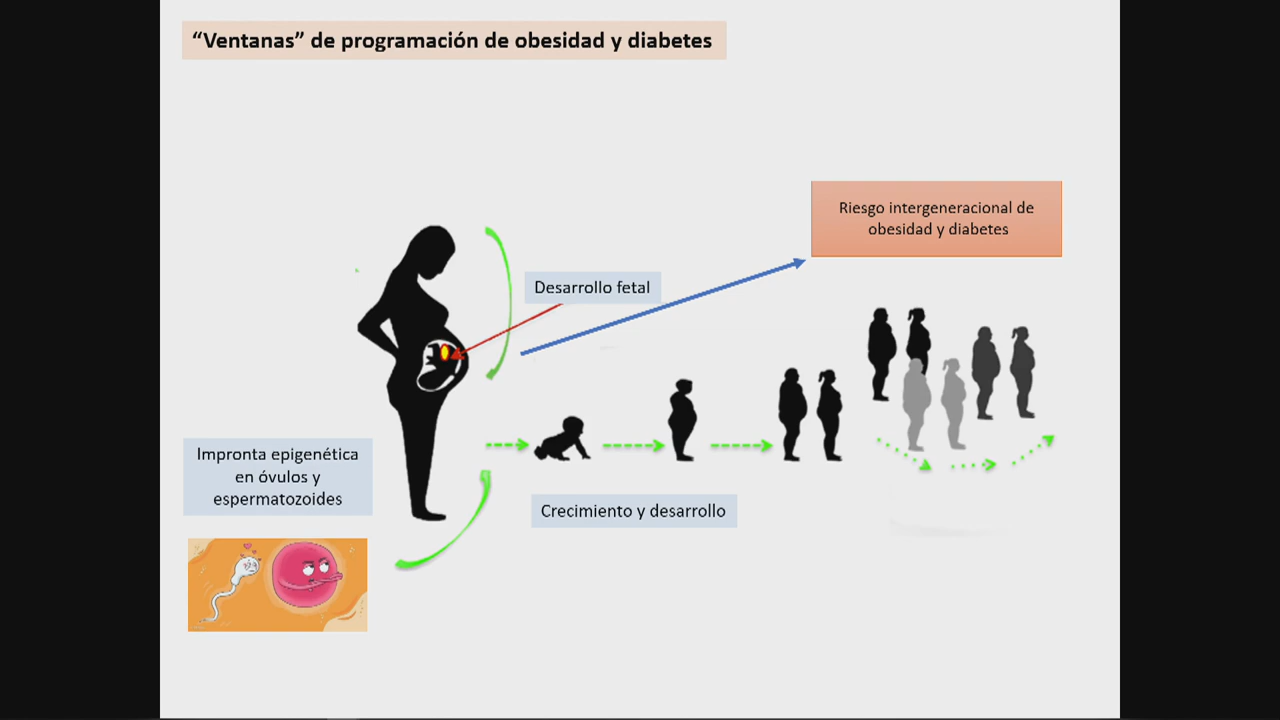 “Ventanas” de programación de obesidad y diabetes
Riesgo intergeneracional de
obesidad y diabetes
Desarrollo fetal
Impronta epigenética
en óvulos y
espermatozoides
Crecimiento y desarrollo